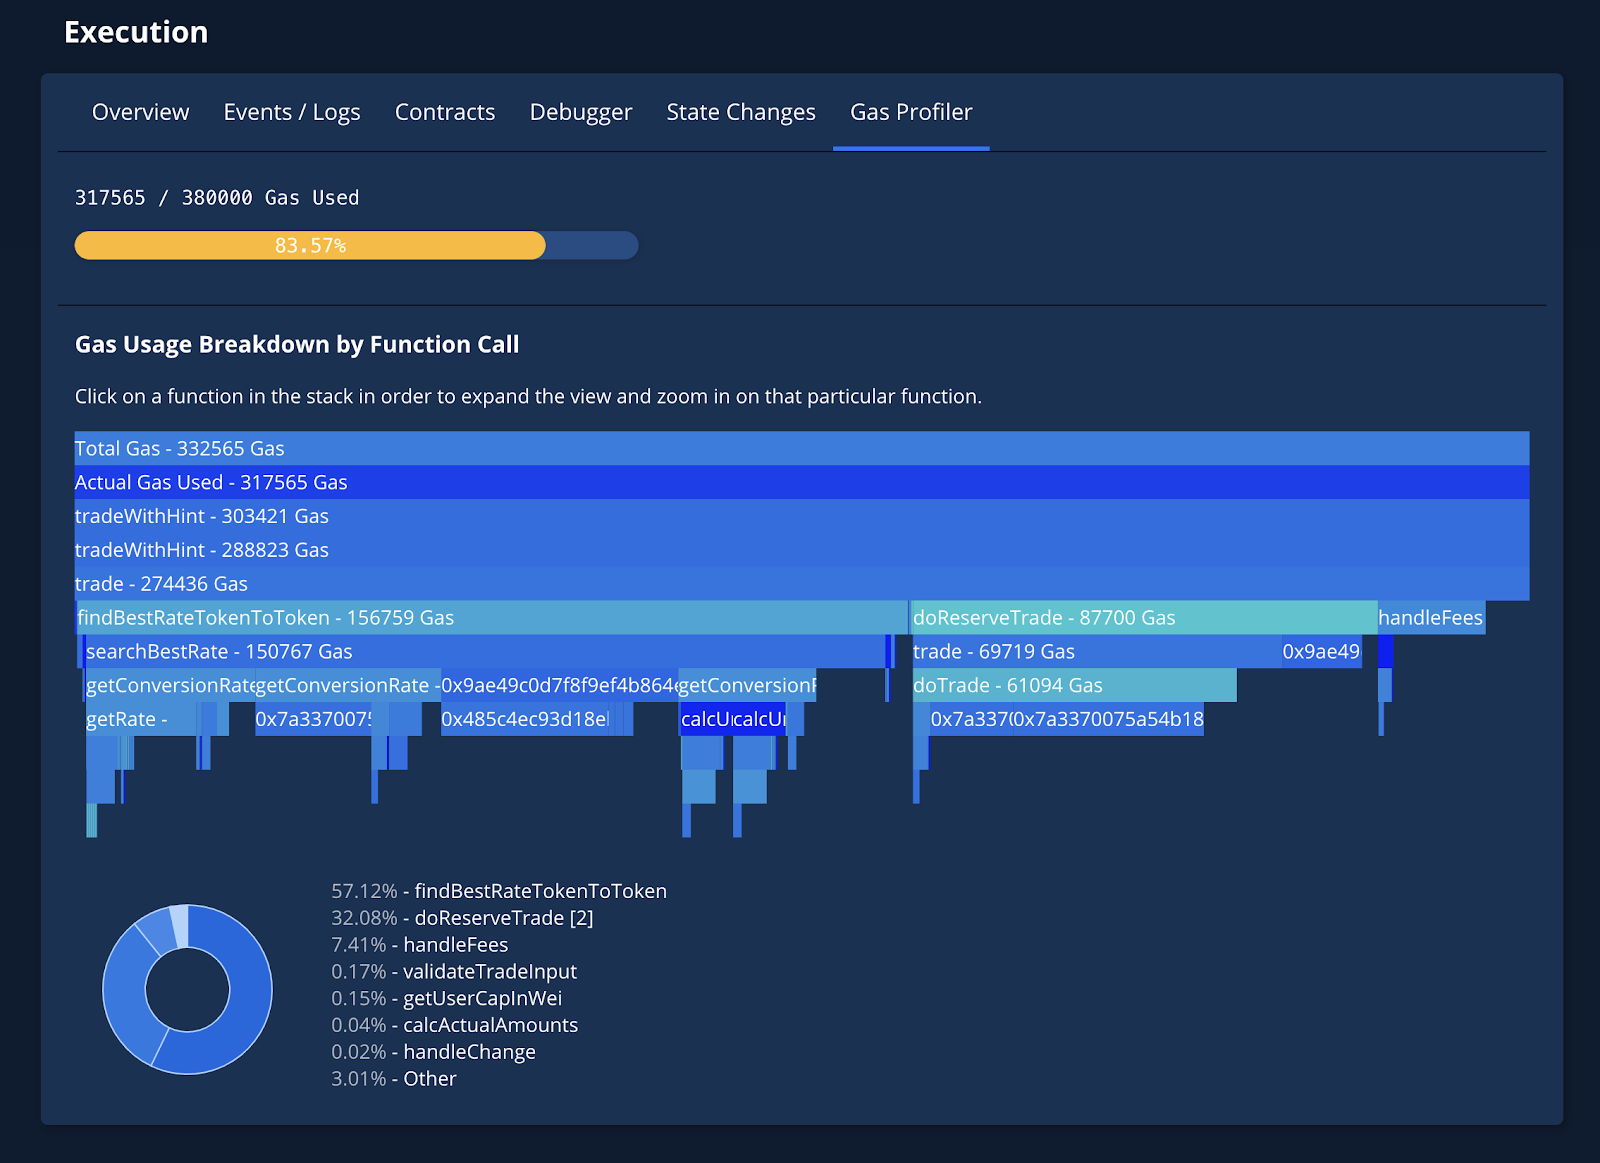 Execution
Overview Events / Logs Contracts Debugger State Changes Gas Profiler
317565 / 380000 Gas Used
83.57%
Gas Usage Breakdown by Function Call
Click on a function in the stack in order to expand the view and zoom in on that particular function.
Total Gas - 332565 Gas
Actual Gas Used - 317565 Gas
tradeWithHint - 303421 Gas
tradeWithHint - 288823 Gas
trade - 274436 Gas
findBestRateTokenToToken - 156759 Gas doReserveTrade - 87700 Gas handleFees
searchBestRate - 150767 Gas trade - 69719 Gas 0x9ae49
getConversionRate getConversionRate - 0x9ae49c0d7f8f9ef4b864 getConversion doTrade - 61094 Gas
getRate - 0x7a3370075 0x485c4ec93d18e calcU calcU 0x7a337 0x7a3370075a54b18
57.12% - findBestRateTokenToToken
32.08% - doReserveTrade [2]
7.41% - handleFees
0.17% - validateTradeInput
0.15% - getUserCapInWei
0.04% - calcActualAmounts
0.02% - handleChange
3.01% - Other